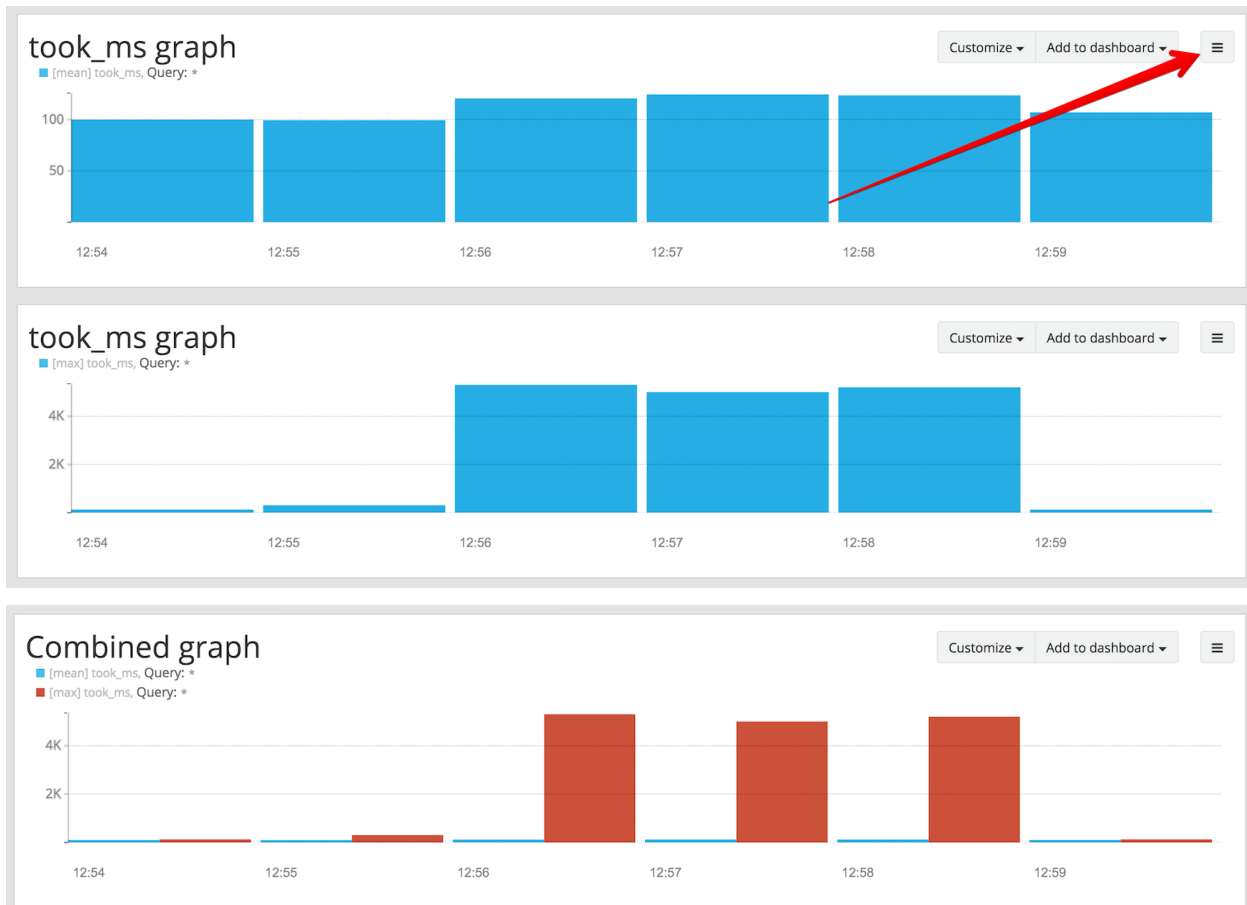 took_ms graph
Customize Add to dashboard
[mean] took_ms, Query: *
100
50
12:54 12:55 12:56 12:57 12:58 12:59
took_ms graph
Customize Add to dashboard
[max] took_ms, Query: *
4K
2K
12:54 12:55 12:56 12:57 12:58 12:59
Combined graph
Customize Add to dashboard
[mean] took_ms, Query: *
[max] took_ms, Query: *
4K
2K
12:54 12:55 12:56 12:57 12:58 12:59